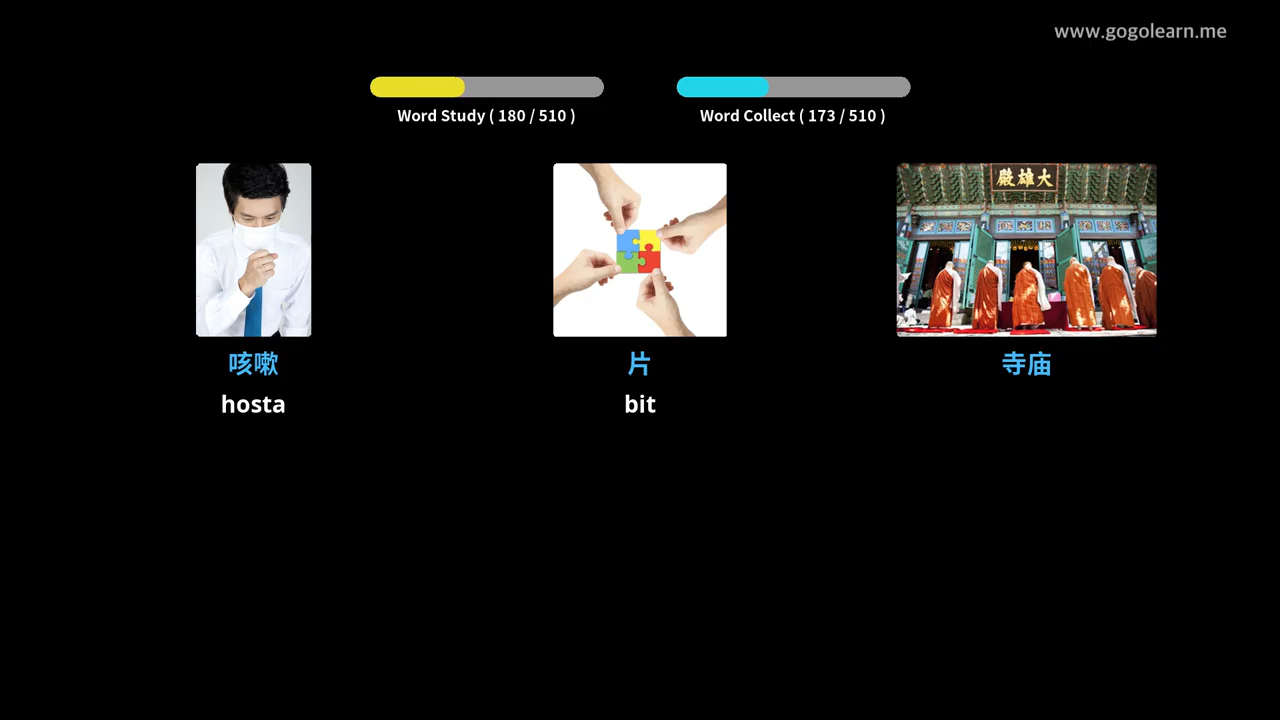 www.gogolearn.me
Word Study ( 180 / 510 )
Word Collect ( 173 / 510 )
殿雄大
咳嗽
片
寺庙
hosta
bit